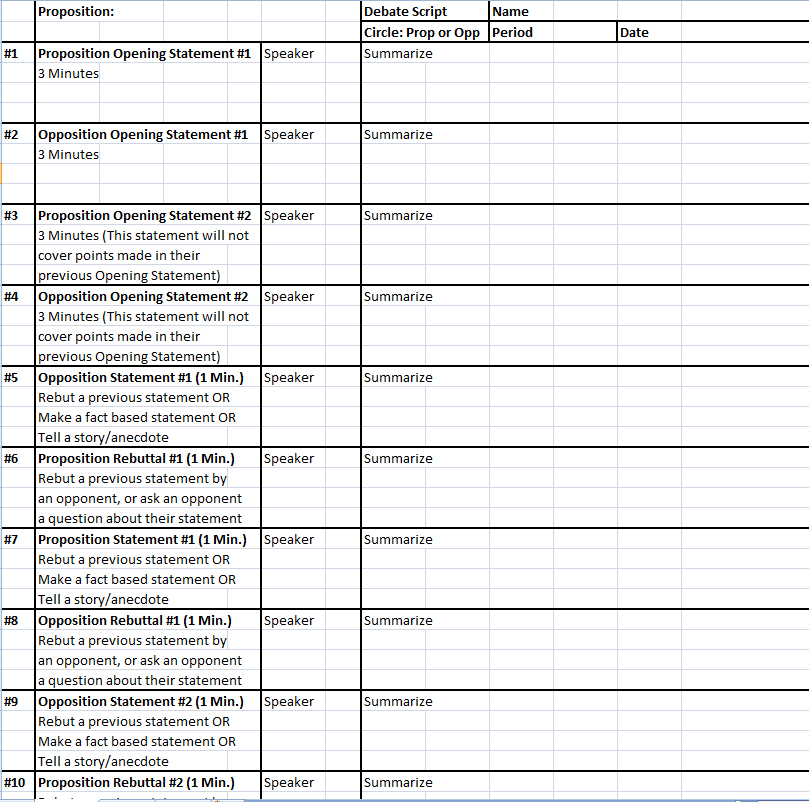 Proposition: Debate Script Name
Circle: Prop or Opp Period Date
#1 Proposition Opening Statement #1 Speaker Summarize
3 Minutes
#2 Opposition Opening Statement #1 Speaker Summarize
3 Minutes
#3 Proposition Opening Statement #2 Speaker Summarize
3 Minutes (This statement will not
cover points made in their
previous Opening Statement)
#4 Opposition Opening Statement #2 Speaker Summarize
3 Minutes (This statement will not
cover points made in their
previous Opening Statement)
#5 Opposition Statement #1 (1 Min.) Speaker Summarize
Rebut a previous statement OR
Make a fact based statement OR
Tell a story/anecdote
#6 Proposition Rebuttal #1 (1 Min.) Speaker Summarize
Rebut a previous statement by
an opponent, or ask an opponent
a question about their statement
#7 Proposition Statement #1 (1 Min.) Speaker Summarize
Rebut a previous statement OR
Make a fact based statement OR
Tell a story/anecdote
#8 Opposition Rebuttal #1 (1 Min.) Speaker Summarize
Rebut a previous statement by
an opponent, or ask an opponent
a question about their statement
#9 Opposition Statement #2 (1 Min.) Speaker Summarize
Rebut a previous statement OR
Make a fact based statement OR
Tell a story/anecdote
#10 Proposition Rebuttal #2 (1 Min.) Speaker Summarize